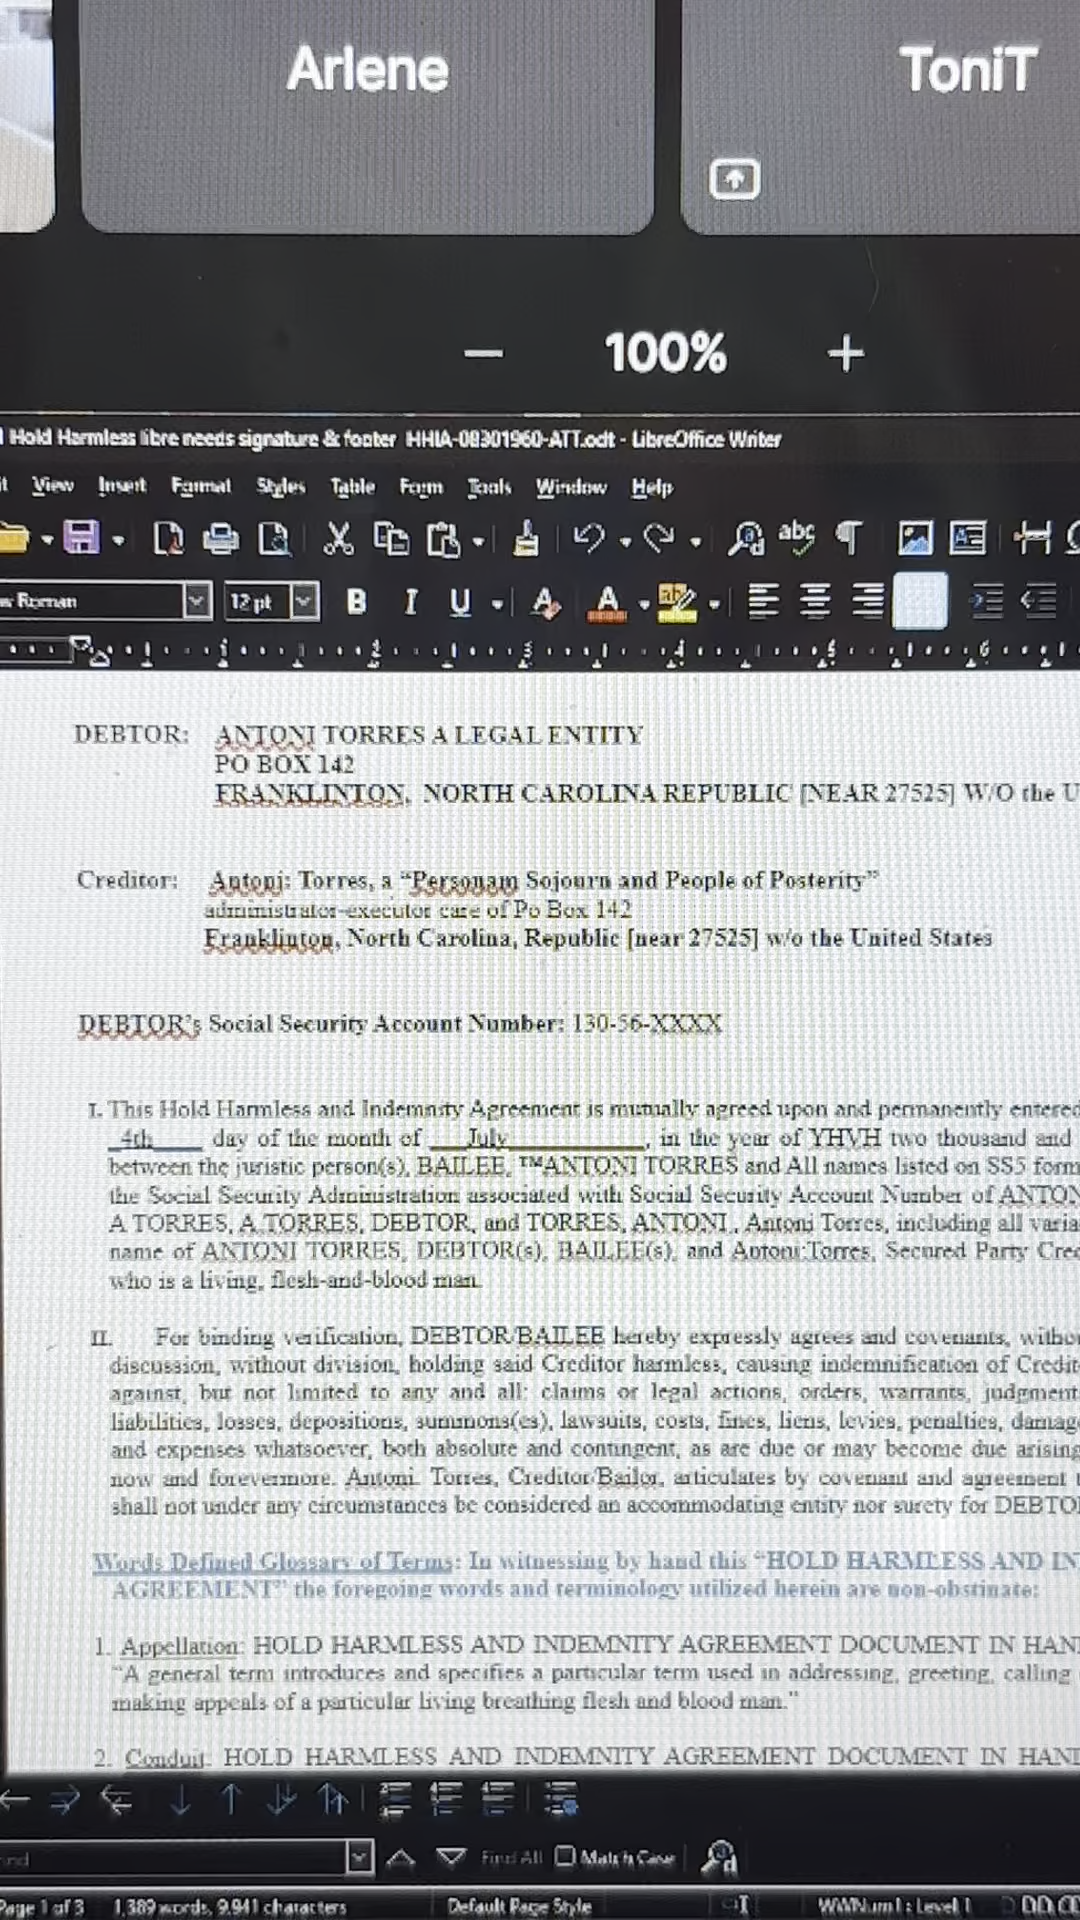 Arlene
ToniT
100%
Hold Harmless libre needs signature & footer HHIA-08301960-ATT.odt - LibreOffice Writer
View Insert Format Styles Table Form Tools Window Help
Roman 12 pt B I U
DEBTOR: ANTONI TORRES A LEGAL ENTITY
PO BOX 142
FRANKLINTON, NORTH CAROLINA REPUBLIC [NEAR 27525] W/O the U
Creditor: Antoni: Torres, a “Personam Sojourn and People of Posterity”
administrator-executor care of Po Box 142
Franklinton, North Carolina, Republic [near 27525] w/o the United States
DEBTOR's Social Security Account Number: 130-56-XXXX
I. This Hold Harmless and Indemnity Agreement is mutually agreed upon and permanently entered
4th day of the month of July, in the year of YHVH two thousand and
between the juristic person(s), BAILEE, ™ANTONI TORRES and All names listed on SS5 form
the Social Security Administration associated with Social Security Account Number of ANTON
A TORRES, A.TORRES, DEBTOR, and TORRES, ANTONI., Antoni Torres, including all varia
name of ANTONI TORRES, DEBTOR(s), BAILEE(s), and Antoni:Torres, Secured Party Cred
who is a living, flesh-and-blood man.
II. For binding verification, DEBTOR/BAILEE hereby expressly agrees and covenants, withou
discussion, without division, holding said Creditor harmless, causing indemnification of Credit
against, but not limited to any and all: claims or legal actions, orders, warrants, judgment
liabilities, losses, depositions, summons(es), lawsuits, costs, fines, liens, levies, penalties, damage
and expenses whatsoever, both absolute and contingent, as are due or may become due arising
now and forevermore. Antoni Torres, Creditor/Bailor, articulates by covenant and agreement t
shall not under any circumstances be considered an accommodating entity nor surety for DEBTO
Words Defined Glossary of Terms: In witnessing by hand this “HOLD HARMLESS AND IN
AGREEMENT” the foregoing words and terminology utilized herein are non-obstinate:
1. Appellation: HOLD HARMLESS AND INDEMNITY AGREEMENT DOCUMENT IN HAN
“A general term introduces and specifies a particular term used in addressing, greeting, calling
making appeals of a particular living breathing flesh and blood man.”
2. Conduit: HOLD HARMLESS AND INDEMNITY AGREEMENT DOCUMENT IN HAN
Find All Match Case
Page 1 of 3 1,389 words, 9,941 characters Default Page Style WWNum1 : Level 1